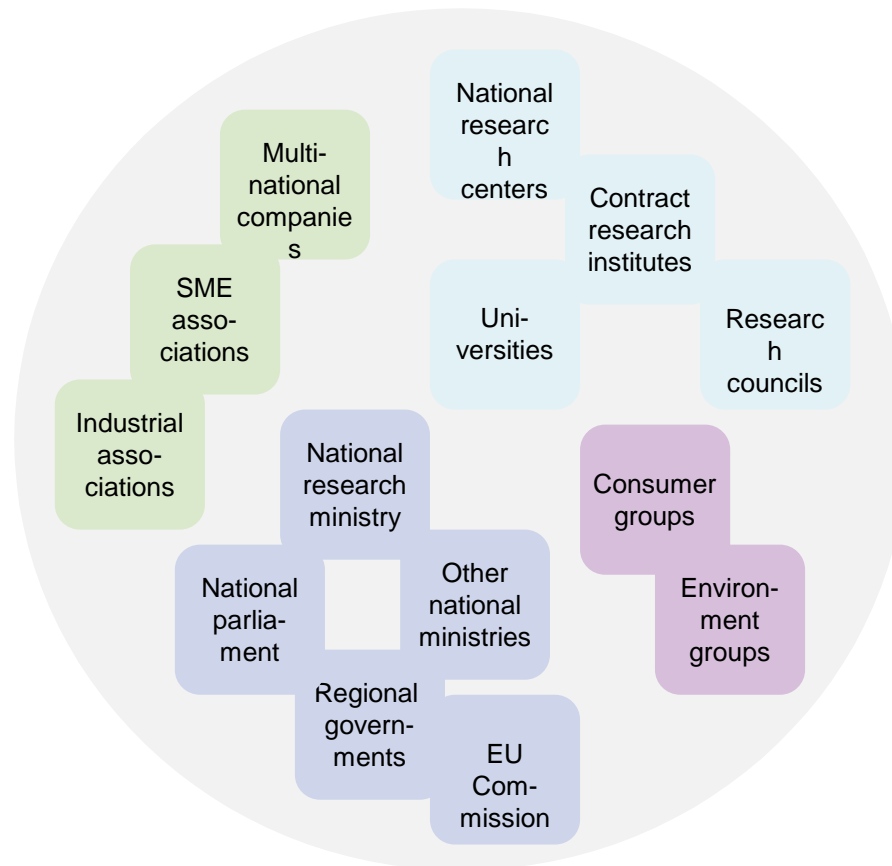 National
researc
h
centers
Multi-
national
companie
s
Contract
research
institutes
SME
asso-
ciations
Uni-
versities
Researc
h
councils
Industrial
asso-
ciations
National
research
ministry
Consumer
groups
National
parlia-
ment
Other
national
ministries
Environ-
ment
groups
Regional
govern-
ments
EU
Com-
mission